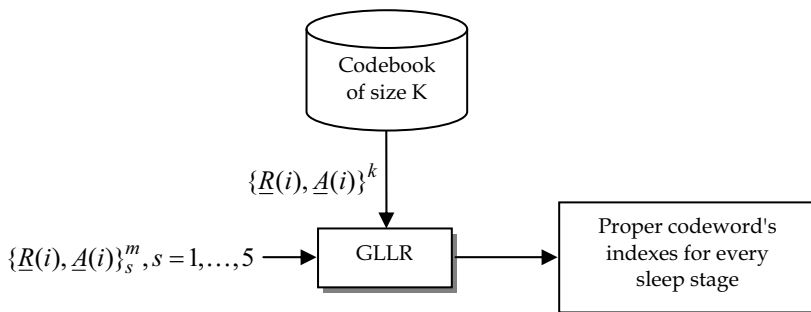 Codebook
of size K
{R(i), A(i)}^k
{R(i), A(i)}_s^m, s = 1,…,5
GLLR
Proper codeword's
indexes for every
sleep stage